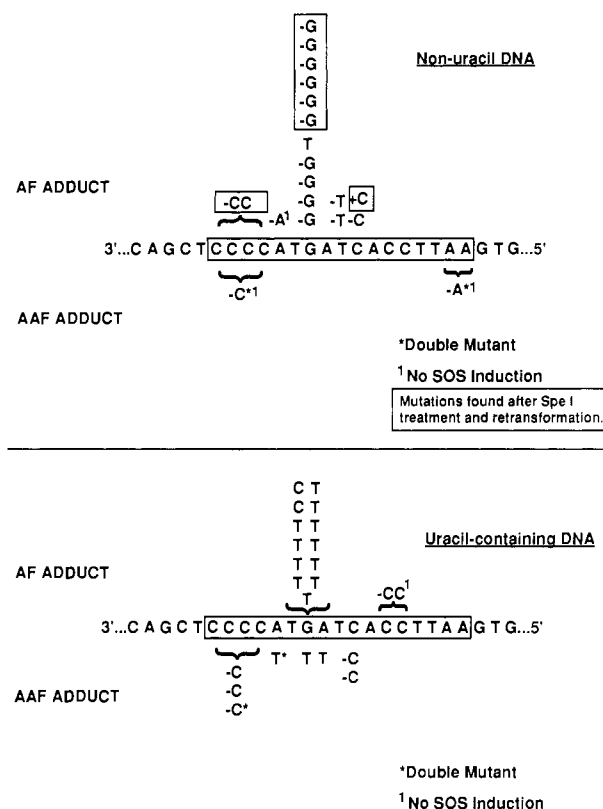 -G
-G
Non-uracil DNA
-G
-G
-G
-G
T
-G
AF ADDUCT
-G
-CC
-G -T +C
-A¹
-G -T -C
3'...C A G C T C C C C A T G A T C A C C T T A A G T G...5'
-C*¹
-A*¹
AAF ADDUCT
*Double Mutant
¹No SOS Induction
Mutations found after Spe I
treatment and retransformation.
C T
C T
Uracil-containing DNA
T T
T T
AF ADDUCT
T T
T T
-CC¹
T
3'...C A G C T C C C C A T G A T C A C C T T A A G T G...5'
-C
T*
T T
-C
-C
-C
AAF ADDUCT
-C*
*Double Mutant
¹No SOS Induction